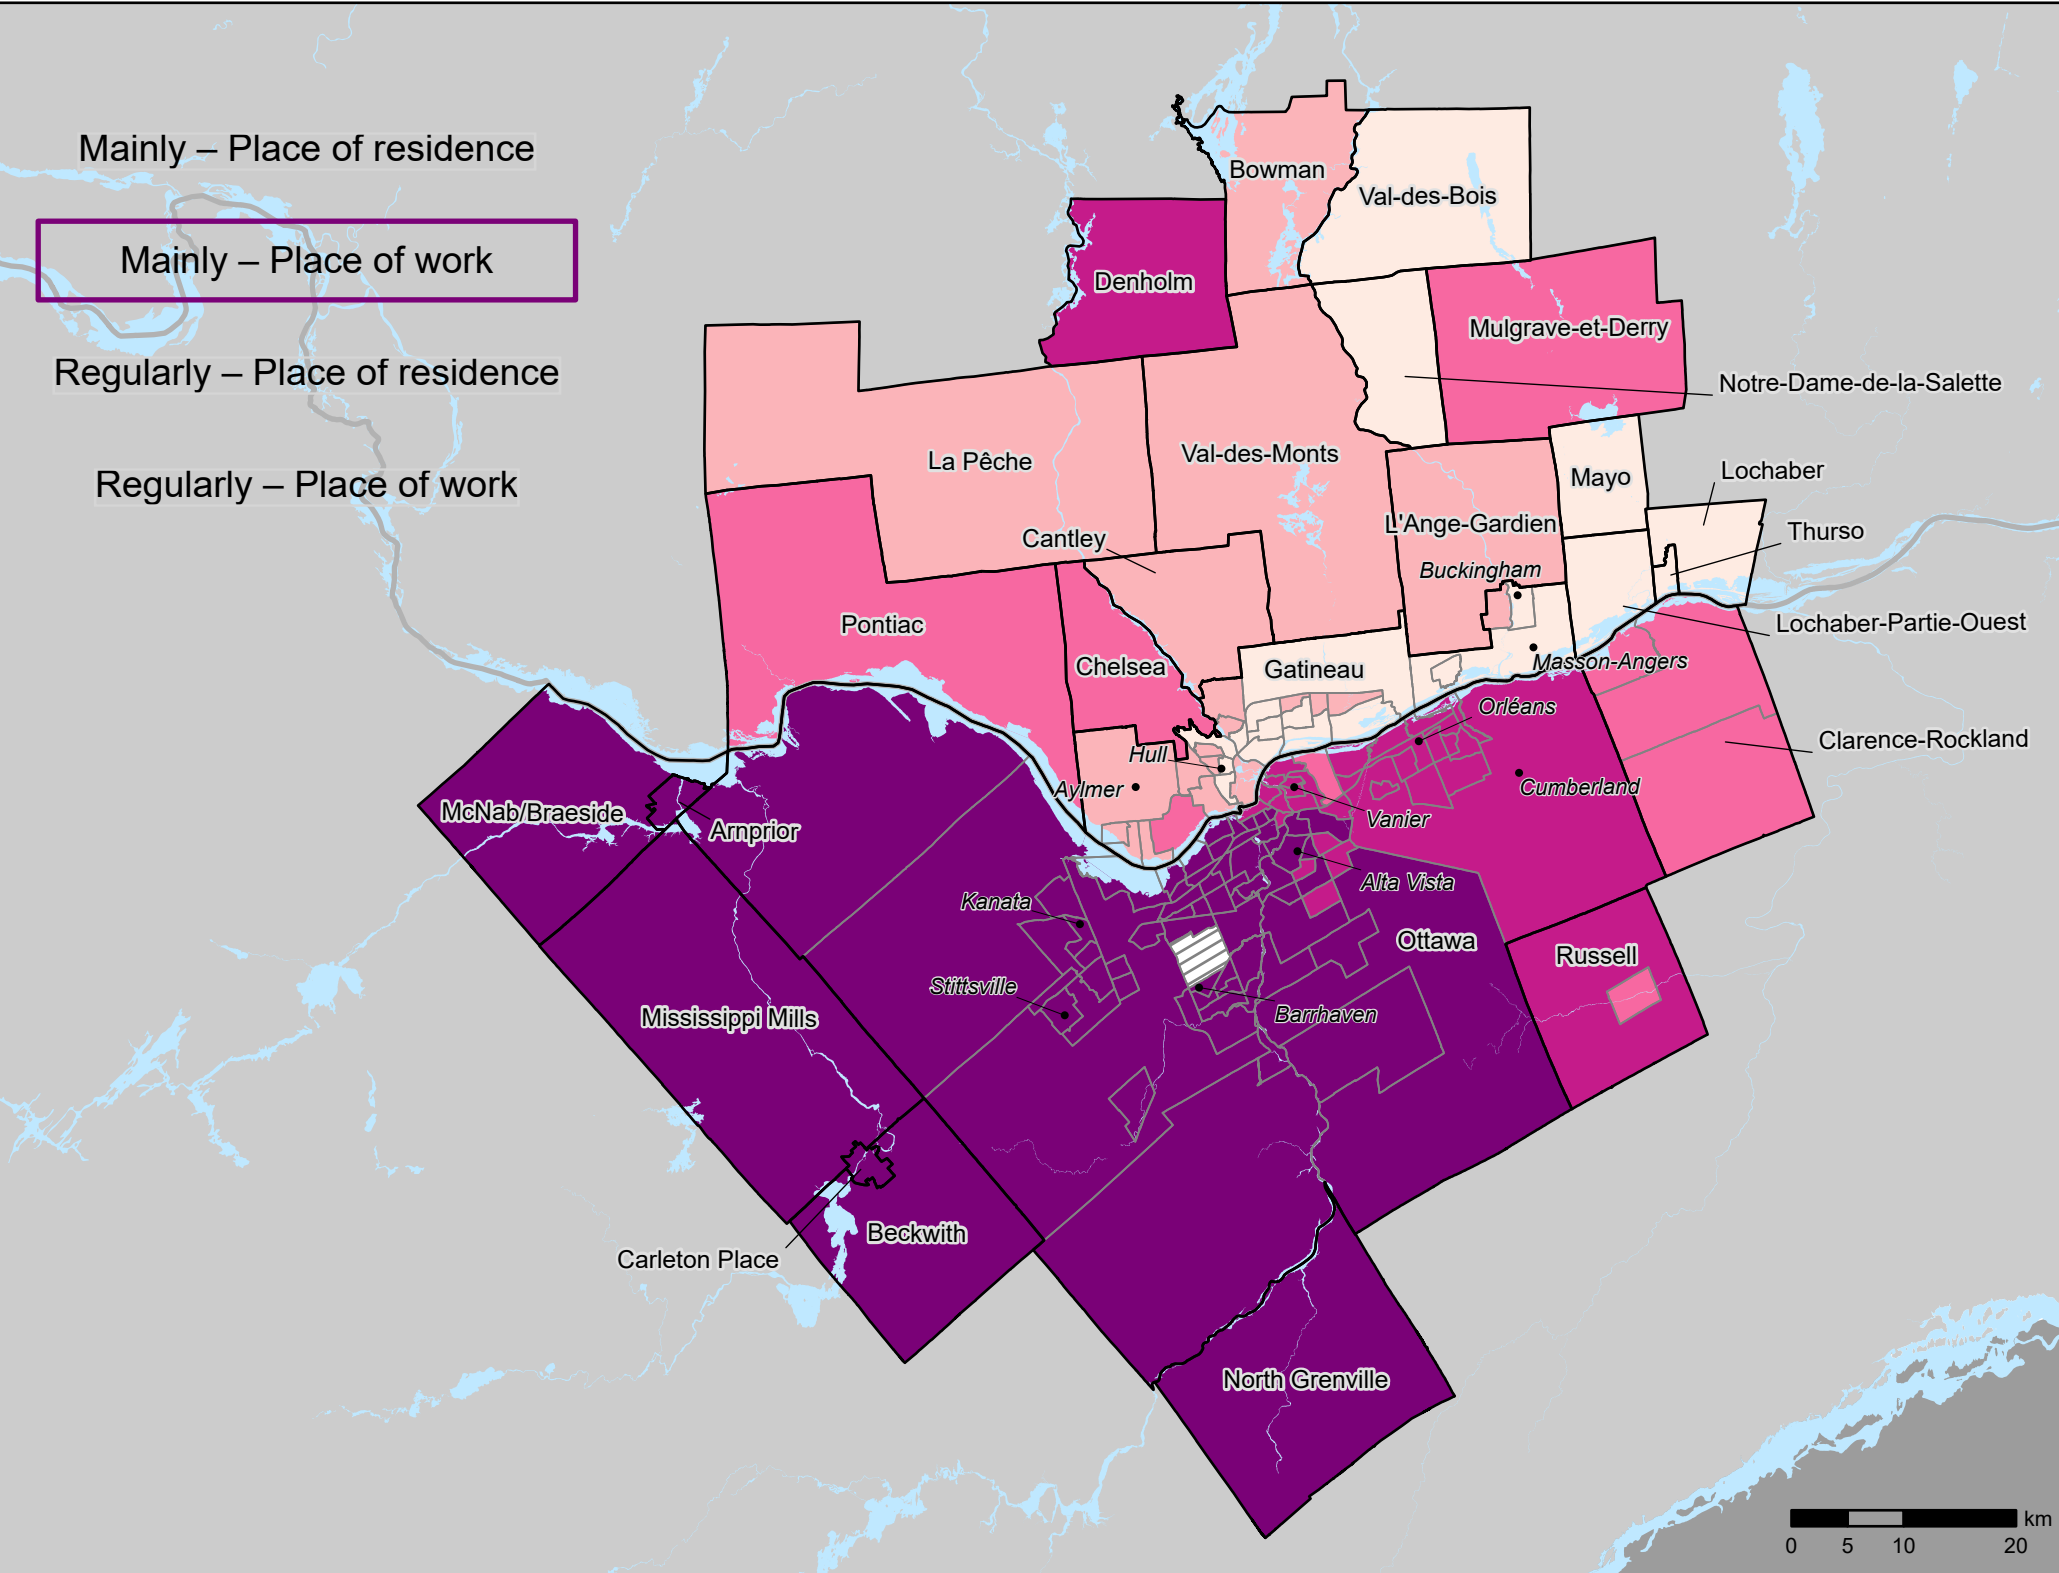 Mainly – Place of residence
Mainly – Place of work
Regularly – Place of residence
Regularly – Place of work
Bowman
Val-des-Bois
Denholm
Mulgrave-et-Derry
Notre-Dame-de-la-Salette
La Pêche
Val-des-Monts
Mayo
Lochaber
L'Ange-Gardien
Thurso
Cantley
Buckingham
Pontiac
Lochaber-Partie-Ouest
Chelsea
Gatineau
Masson-Angers
Orléans
Clarence-Rockland
Hull
Aylmer
Cumberland
McNab/Braeside
Arnprior
Vanier
Alta Vista
Kanata
Ottawa
Russell
Stittsville
Barrhaven
Mississippi Mills
Beckwith
Carleton Place
North Grenville
km
0 5 10 20